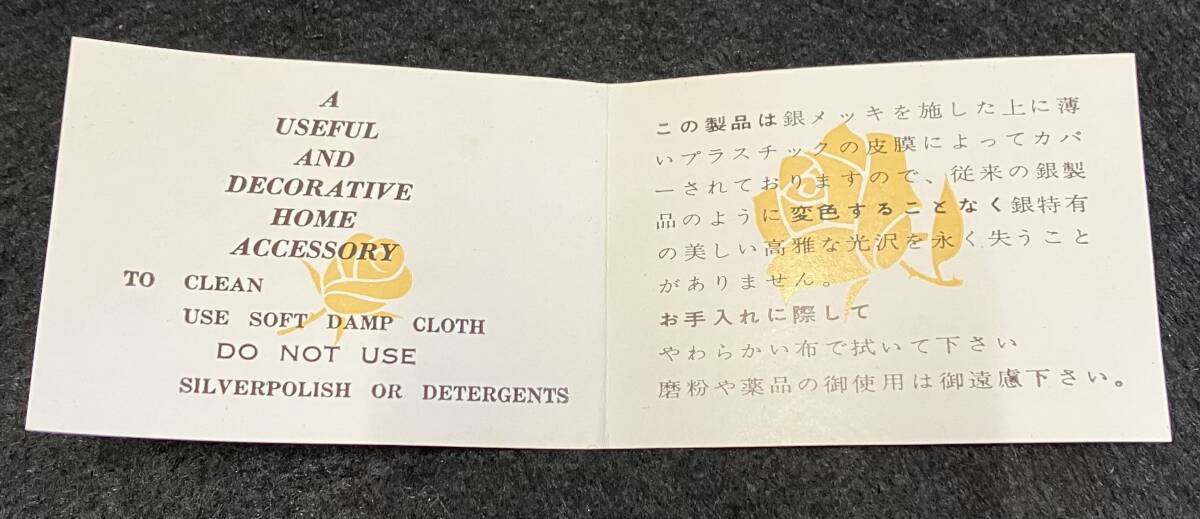 A
USEFUL
AND
DECORATIVE
HOME
ACCESSORY
TO CLEAN
USE SOFT DAMP CLOTH
DO NOT USE
SILVERPOLISH OR DETERGENTS
この製品は銀メッキを施した上に薄
いプラスチックの皮膜によってカバ
ーされておりますので、従来の銀製
品のように変色することなく銀特有
の美しい高雅な光沢を永く失うこと
がありません。
お手入れに際して
やわらかい布で拭いて下さい
磨粉や薬品の御使用は御遠慮下さい。